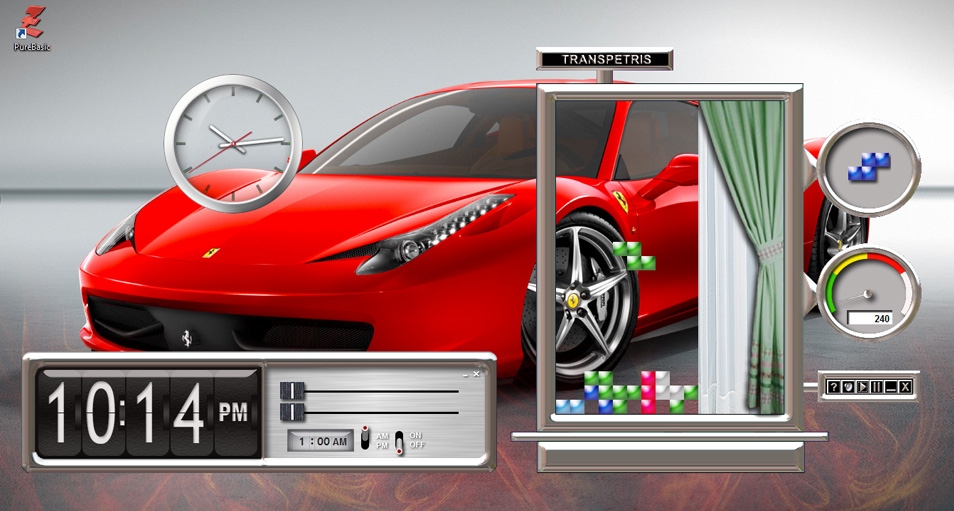 PureBasic
TRANSPETRIS
240
? 
10:14 PM
1 : 00 AM
AM
PM
ON
OFF